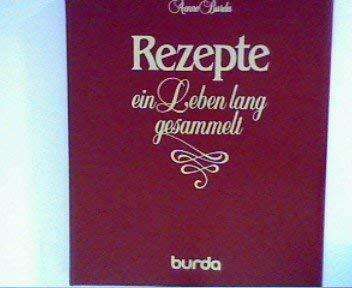 Aenne Burda
Rezepte
ein Leben lang
gesammelt
burda